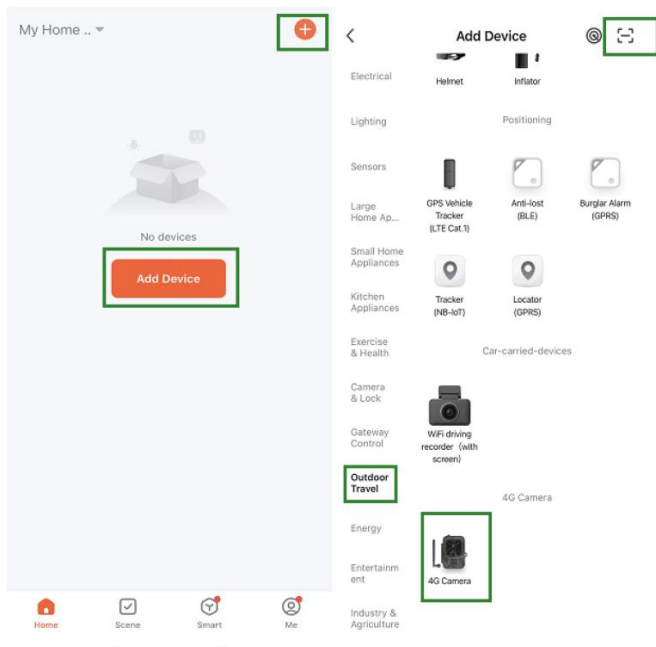 My Home ..
No devices
Add Device
Home
Scene
Smart
Me
Add Device
Electrical
Lighting
Sensors
Large
Home Ap...
Small Home
Appliances
Kitchen
Appliances
Exercise
& Health
Camera
& Lock
Gateway
Control
Outdoor
Travel
Energy
Entertainm
ent
Industry &
Agriculture
Helmet
Inflator
Positioning
GPS Vehicle
Tracker
(LTE Cat.1)
Anti-lost
(BLE)
Burglar Alarm
(GPRS)
Tracker
(NB-IoT)
Locator
(GPRS)
Car-carried-devices
WiFi driving
recorder (with
screen)
4G Camera
4G Camera